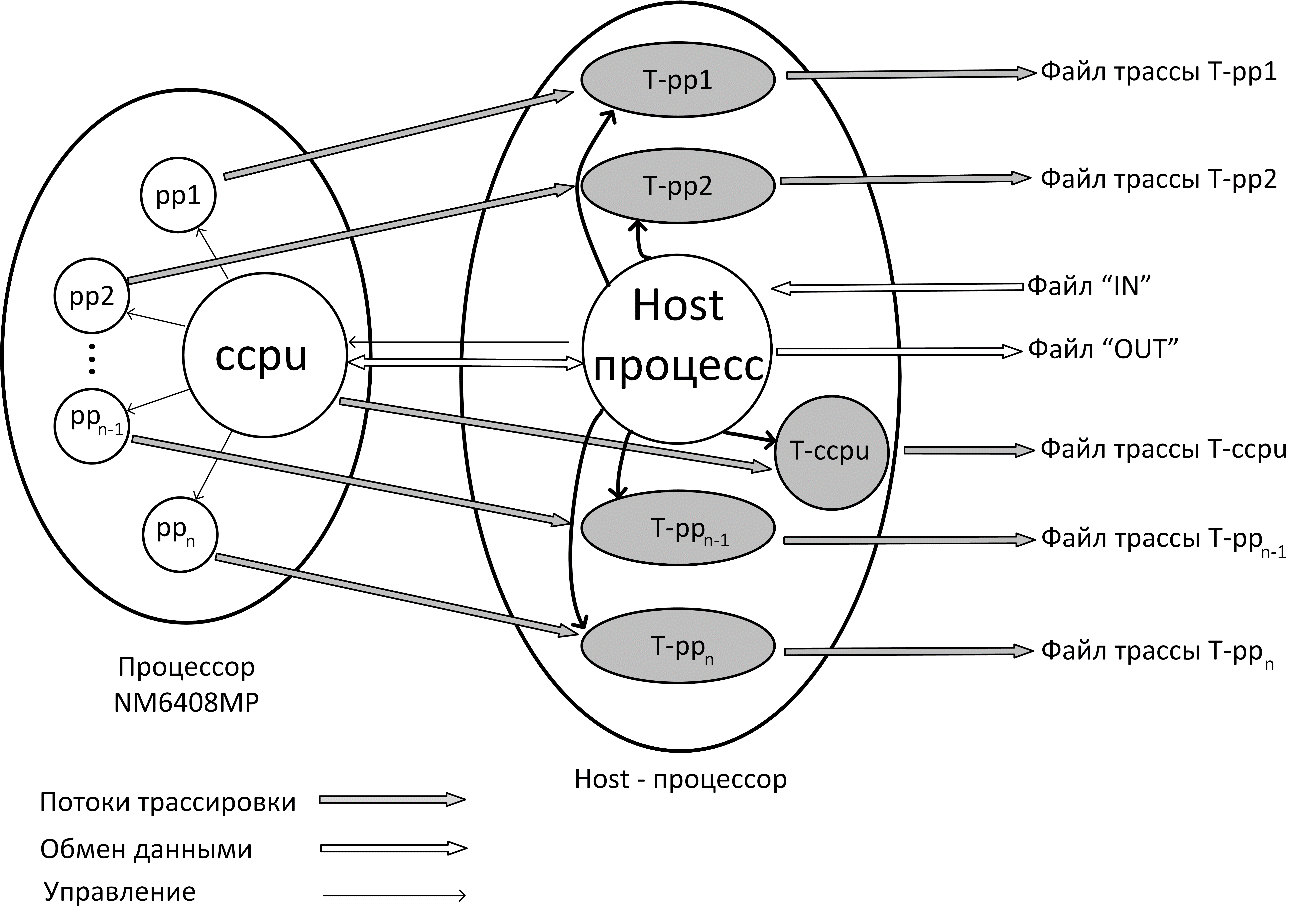 T-pp1
Файл трассы T-pp1
pp1
T-pp2
Файл трассы T-pp2
pp2
Host
процесс
Файл “IN”
ccpu
Файл “OUT”
ppn-1
T-ccpu
Файл трассы T-ccpu
ppn
T-ppn-1
Файл трассы T-ppn-1
T-ppn
Файл трассы T-ppn
Процессор
NM6408MP
Host - процессор
Потоки трассировки
Обмен данными
Управление